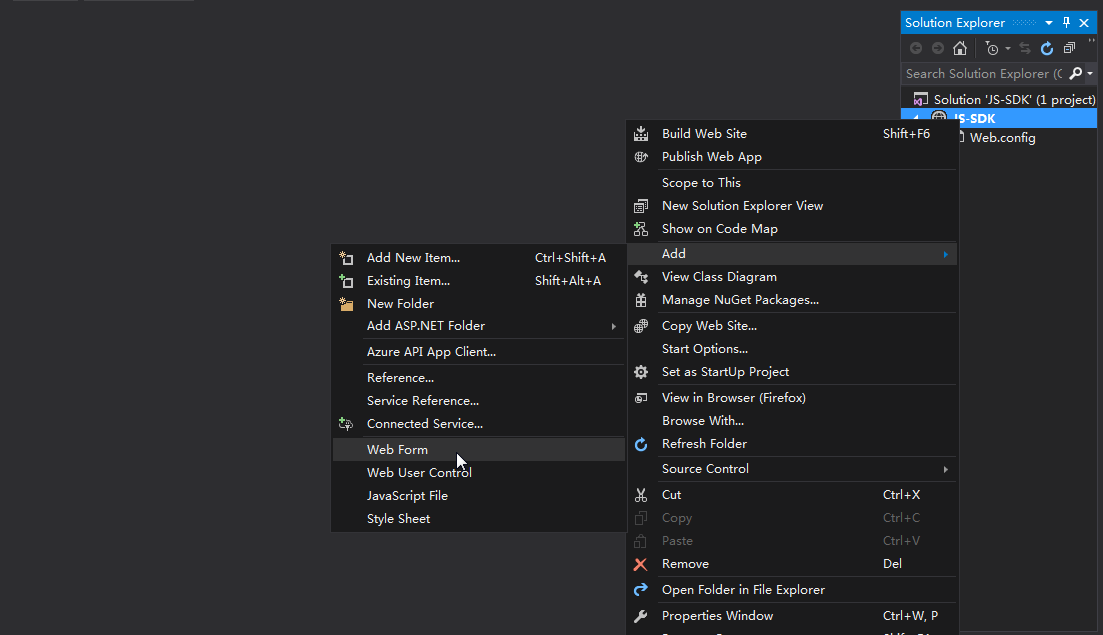 Solution Explorer
Search Solution Explorer (C
Solution 'JS-SDK' (1 project)
JS-SDK
Web.config
Build Web Site Shift+F6
Publish Web App
Scope to This
New Solution Explorer View
Show on Code Map
Add
View Class Diagram
Manage NuGet Packages...
Copy Web Site...
Start Options...
Set as StartUp Project
View in Browser (Firefox)
Browse With...
Refresh Folder
Source Control
Cut Ctrl+X
Copy Ctrl+C
Paste Ctrl+V
Remove Del
Open Folder in File Explorer
Properties Window Ctrl+W, P
Add New Item... Ctrl+Shift+A
Existing Item... Shift+Alt+A
New Folder
Add ASP.NET Folder
Azure API App Client...
Reference...
Service Reference...
Connected Service...
Web Form
Web User Control
JavaScript File
Style Sheet